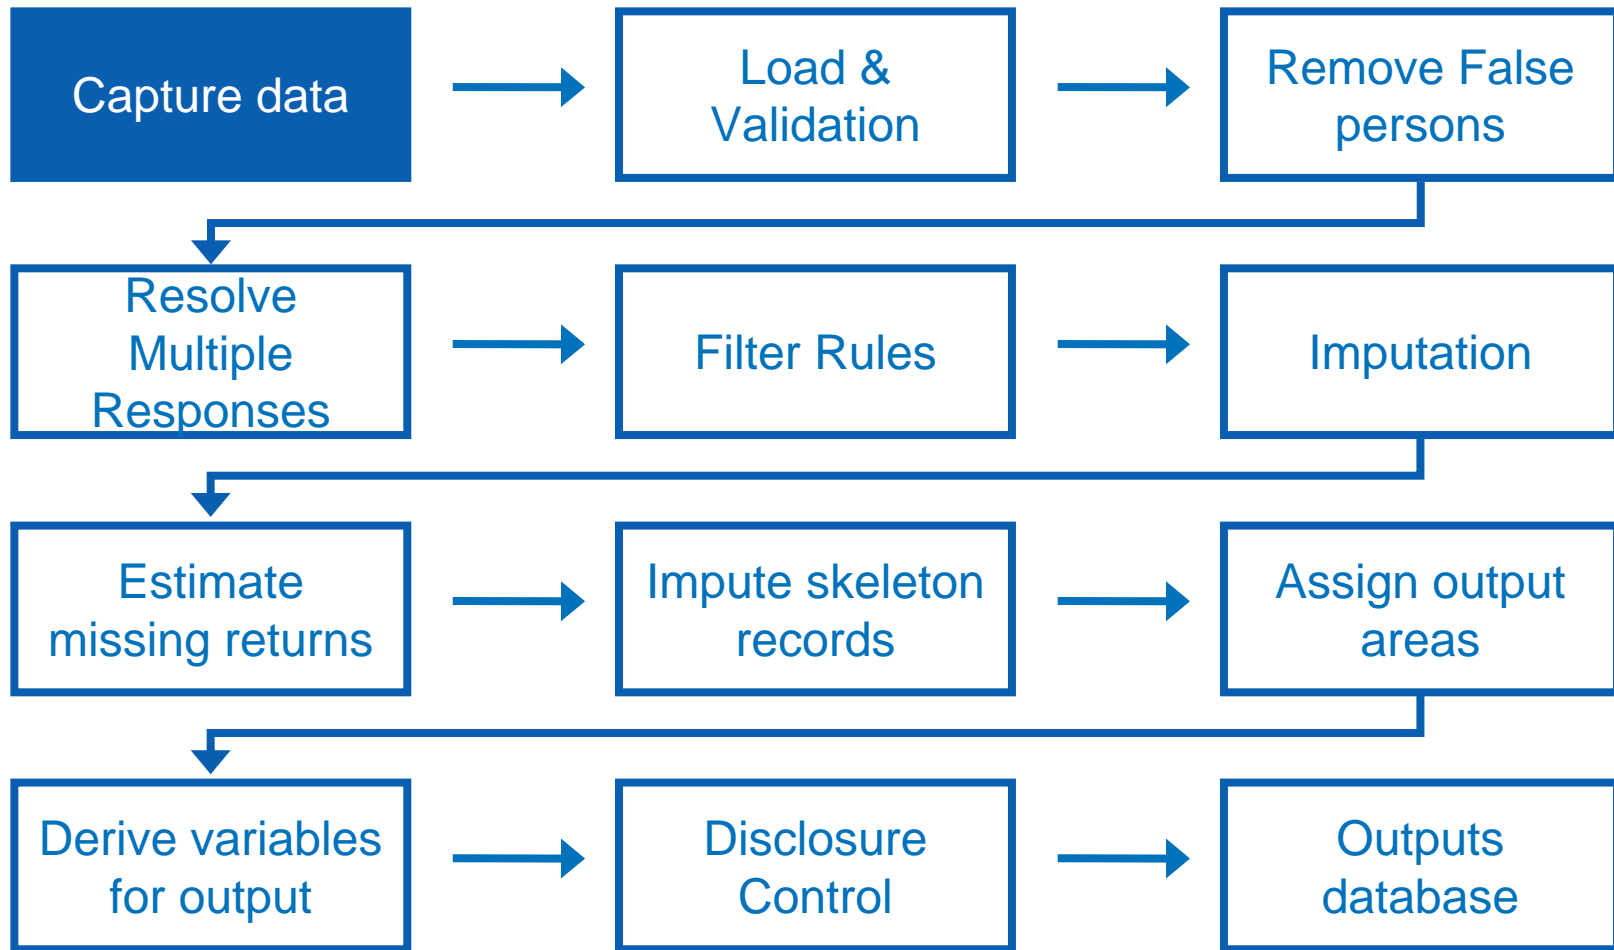 Capture data
Load &
Validation
Remove False
persons
Resolve
Multiple
Responses
Filter Rules
Imputation
Estimate
missing returns
Impute skeleton
records
Assign output
areas
Derive variables
for output
Disclosure
Control
Outputs
database